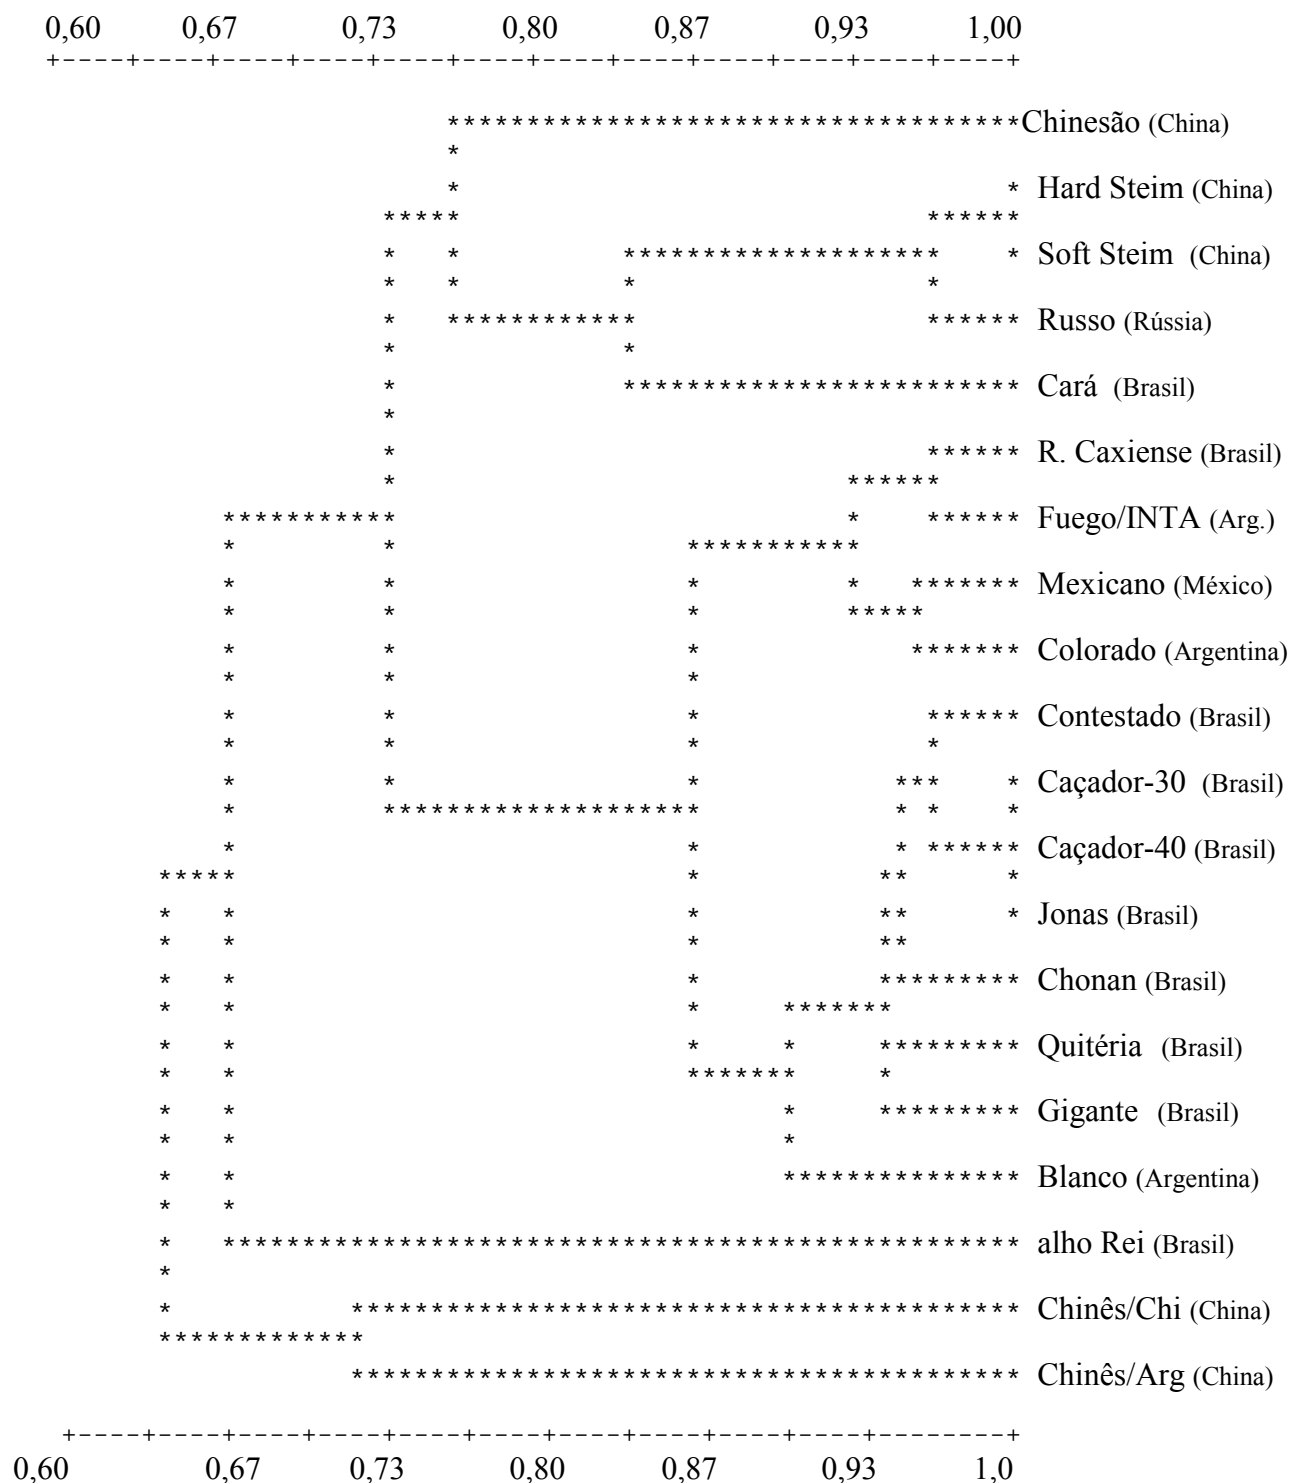 0,60 0,67 0,73 0,80 0,87 0,93 1,00
Chinesão (China)
Hard Steim (China)
Soft Steim (China)
Russo (Rússia)
Cará (Brasil)
R. Caxiense (Brasil)
Fuego/INTA (Arg.)
Mexicano (México)
Colorado (Argentina)
Contestado (Brasil)
Caçador-30 (Brasil)
Caçador-40 (Brasil)
Jonas (Brasil)
Chonan (Brasil)
Quitéria (Brasil)
Gigante (Brasil)
Blanco (Argentina)
alho Rei (Brasil)
Chinês/Chi (China)
Chinês/Arg (China)
0,60 0,67 0,73 0,80 0,87 0,93 1,0